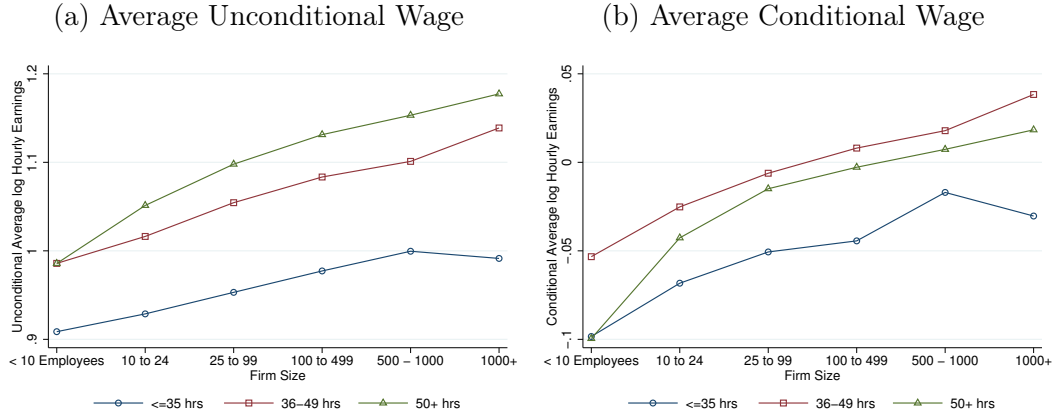 (a) Average Unconditional Wage
Unconditional Average log Hourly Earnings
1.2
1.1
1
.9
< 10 Employees 10 to 24 25 to 99 100 to 499 500 − 1000 1000+
Firm Size
<=35 hrs 36−49 hrs 50+ hrs
(b) Average Conditional Wage
Conditional Average log Hourly Earnings
.05
0
−.05
−.1
< 10 Employees 10 to 24 25 to 99 100 to 499 500 − 1000 1000+
Firm Size
<=35 hrs 36−49 hrs 50+ hrs